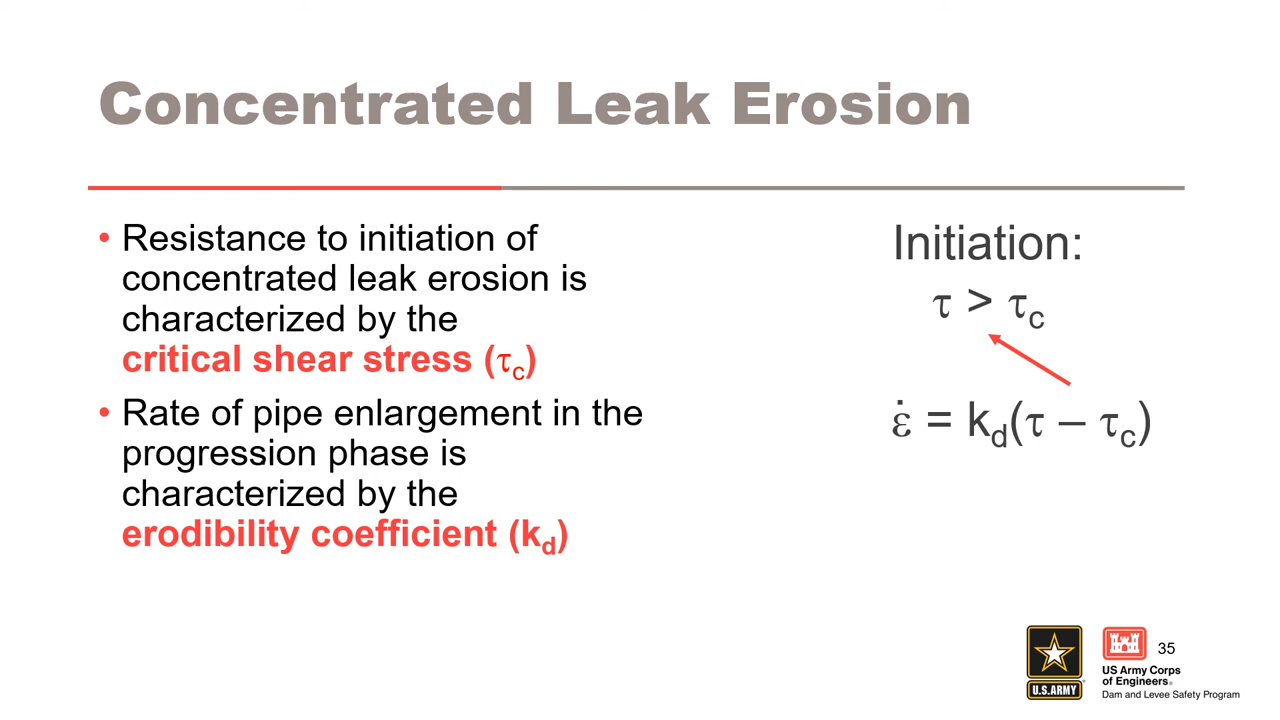 Concentrated Leak Erosion
• Resistance to initiation of
concentrated leak erosion is
characterized by the
critical shear stress (τc)
• Rate of pipe enlargement in the
progression phase is
characterized by the
erodibility coefficient (kd)
Initiation:
τ > τc
ε̇ = kd(τ – τc)
U.S.ARMY
35
US Army Corps
of Engineers®
Dam and Levee Safety Program